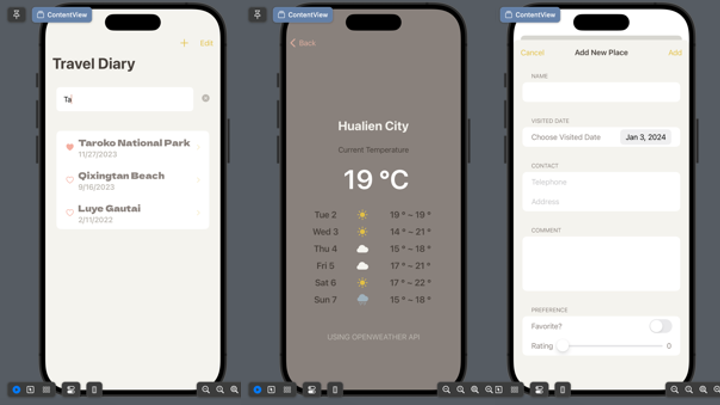 ContentView
Edit
Travel Diary
Ta
Taroko National Park
11/27/2023
Qixingtan Beach
9/16/2023
Luye Gautai
2/11/2022
ContentView
Back
Hualien City
Current Temperature
19 °C
Tue 2 19 ° ~ 19 °
Wed 3 14 ° ~ 21 °
Thu 4 15 ° ~ 18 °
Fri 5 17 ° ~ 21 °
Sat 6 17 ° ~ 22 °
Sun 7 15 ° ~ 18 °
USING OPENWEATHER API
ContentView
Cancel Add New Place Add
NAME
VISITED DATE
Choose Visited Date Jan 3, 2024
CONTACT
Telephone
Address
COMMENT
PREFERENCE
Favorite?
Rating 0